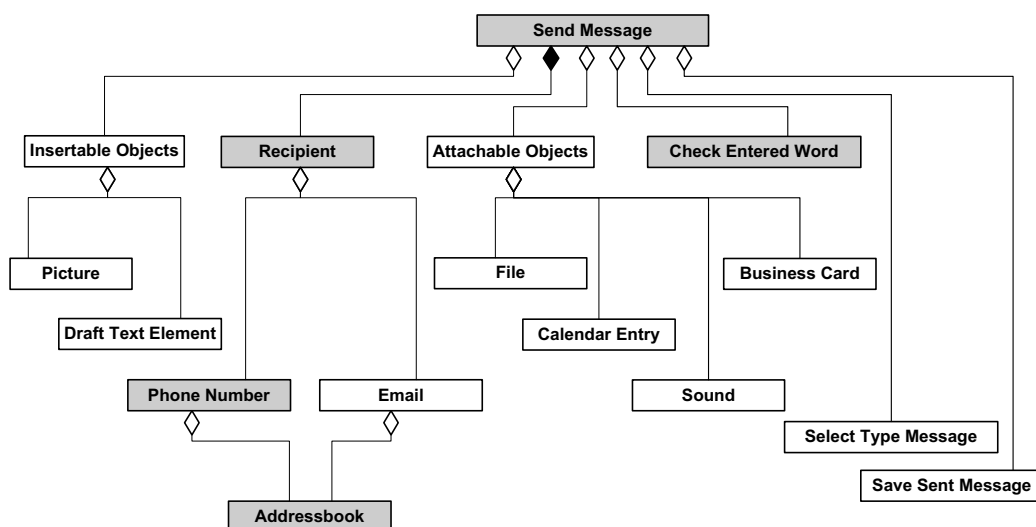 Send Message
Insertable Objects
Recipient
Attachable Objects
Check Entered Word
Picture
File
Business Card
Draft Text Element
Calendar Entry
Phone Number
Email
Sound
Select Type Message
Save Sent Message
Addressbook